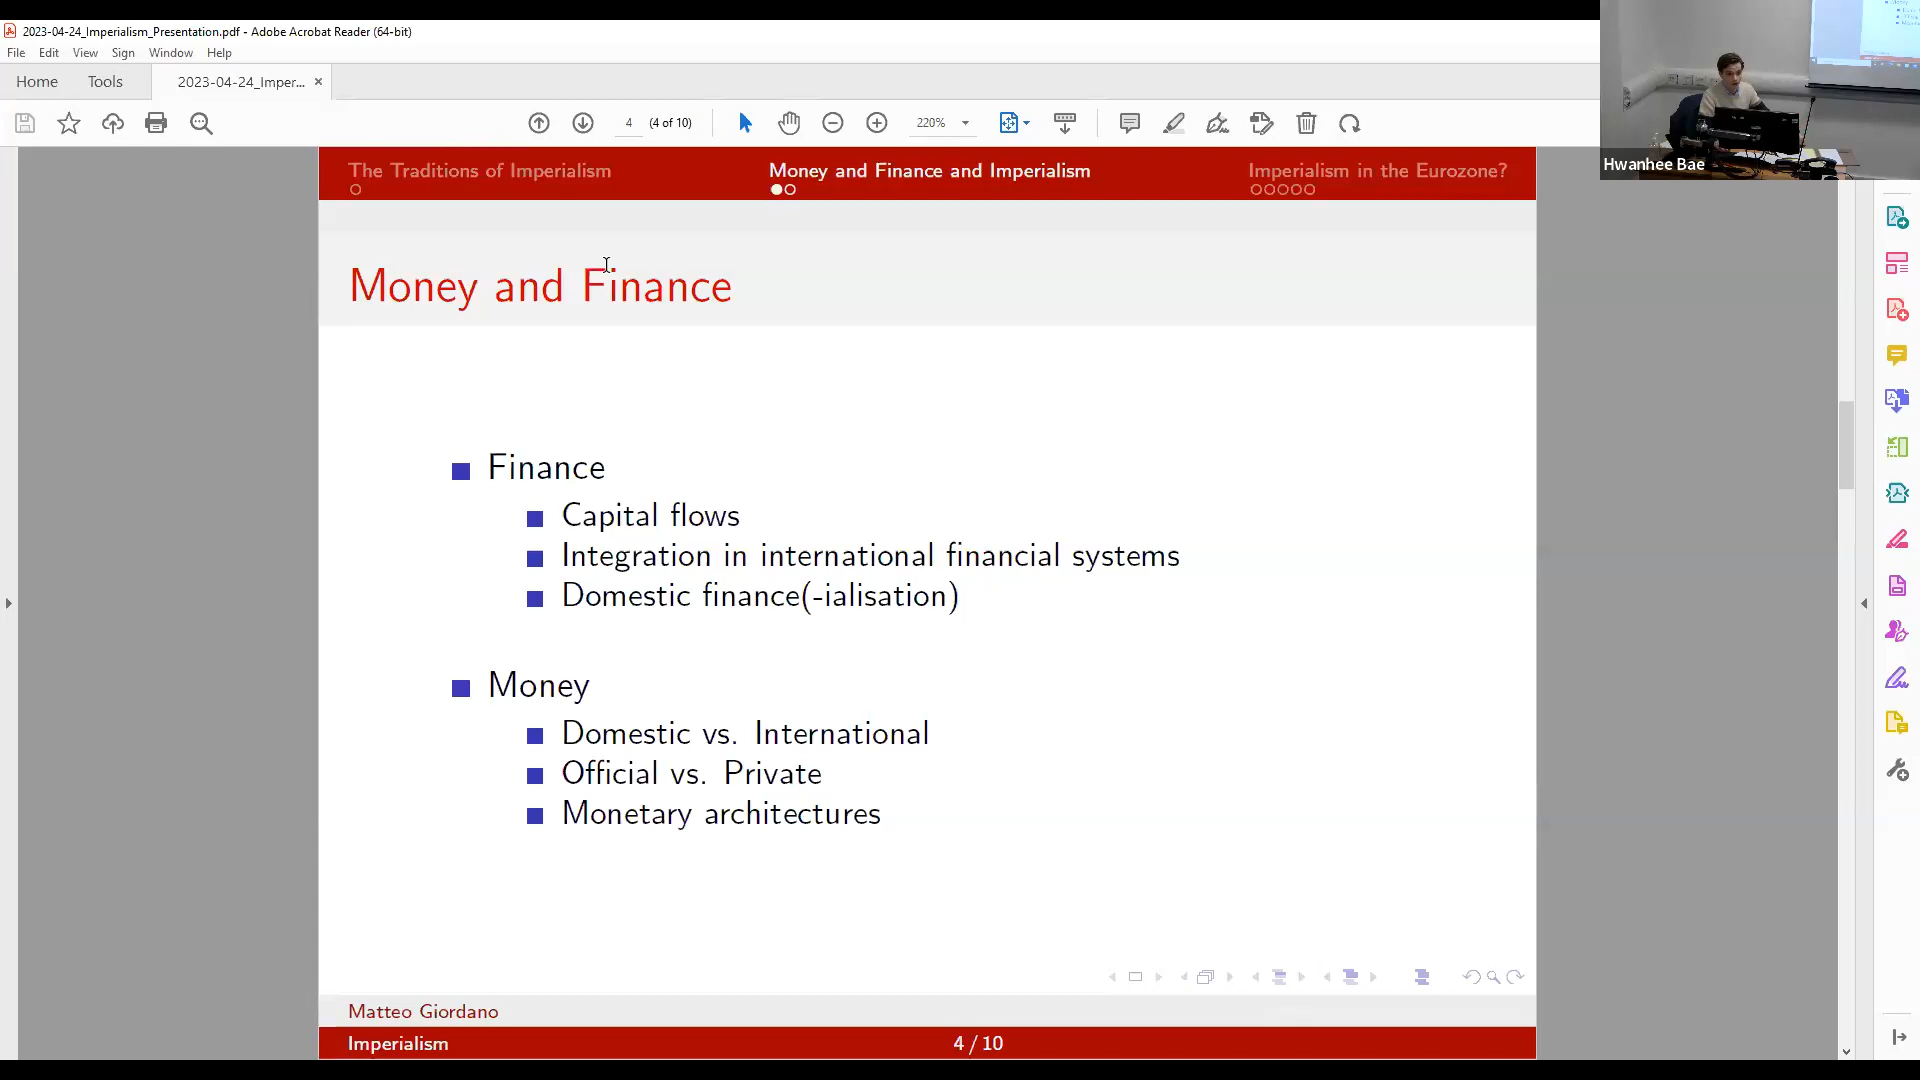 2023-04-24_Imperialism_Presentation.pdf - Adobe Acrobat Reader (64-bit)
File Edit View Sign Window Help
Home Tools 2023-04-24_Imper... ×
4 (4 of 10) 220%
Hwanhee Bae
The Traditions of Imperialism Money and Finance and Imperialism Imperialism in the Eurozone?
Money and Finance
Finance
Capital flows
Integration in international financial systems
Domestic finance(-ialisation)
Money
Domestic vs. International
Official vs. Private
Monetary architectures
Matteo Giordano
Imperialism 4 / 10